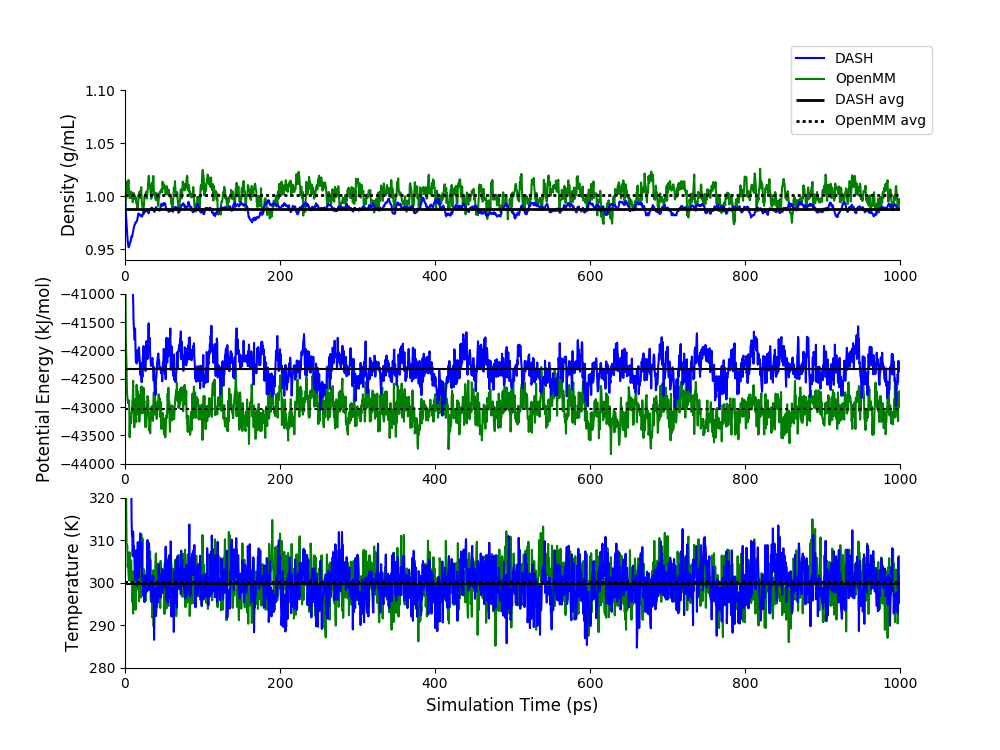 DASH
OpenMM
DASH avg
OpenMM avg
Density (g/mL)
1.10
1.05
1.00
0.95
0 200 400 600 800 1000
Potential Energy (kJ/mol)
−41000
−41500
−42000
−42500
−43000
−43500
−44000
0 200 400 600 800 1000
Temperature (K)
320
310
300
290
280
0 200 400 600 800 1000
Simulation Time (ps)